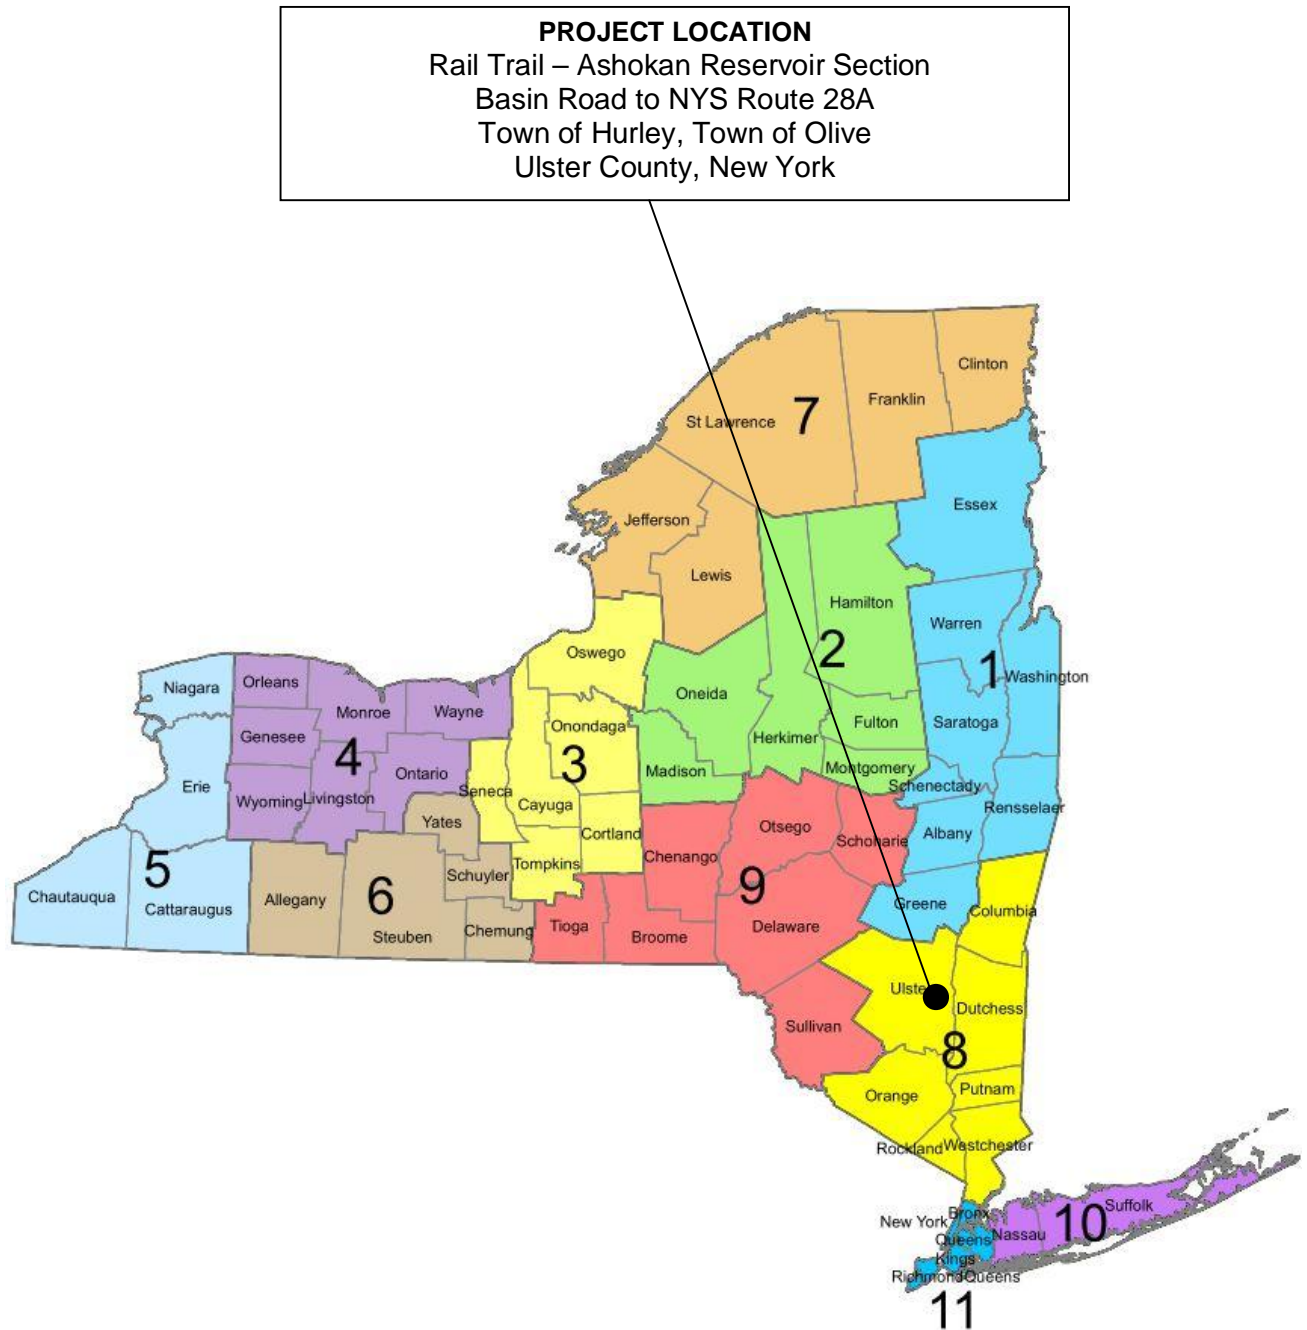 PROJECT LOCATION
Rail Trail – Ashokan Reservoir Section
Basin Road to NYS Route 28A
Town of Hurley, Town of Olive
Ulster County, New York
Clinton
Franklin
St Lawrence
7
Essex
Jefferson
Lewis
Hamilton
Warren
2
1
Washington
Oswego
Niagara
Orleans
Monroe
Wayne
Oneida
Onondaga
Fulton
Saratoga
Genesee
Herkimer
4
3
Ontario
Madison
Montgomery
Erie
Wyoming
Livingston
Seneca
Cayuga
Schenectady
Rensselaer
Yates
Cortland
Otsego
Schoharie
Albany
Chenango
Tompkins
5
Schuyler
9
Chautauqua
Cattaraugus
Allegany
6
Greene
Columbia
Steuben
Chemung
Tioga
Broome
Delaware
Ulste
Dutchess
Sullivan
8
Orange
Putnam
Rockland
Westchester
Suffolk
New York
Bronx
10
Queens
Nassau
Kings
Richmond
Queens
11